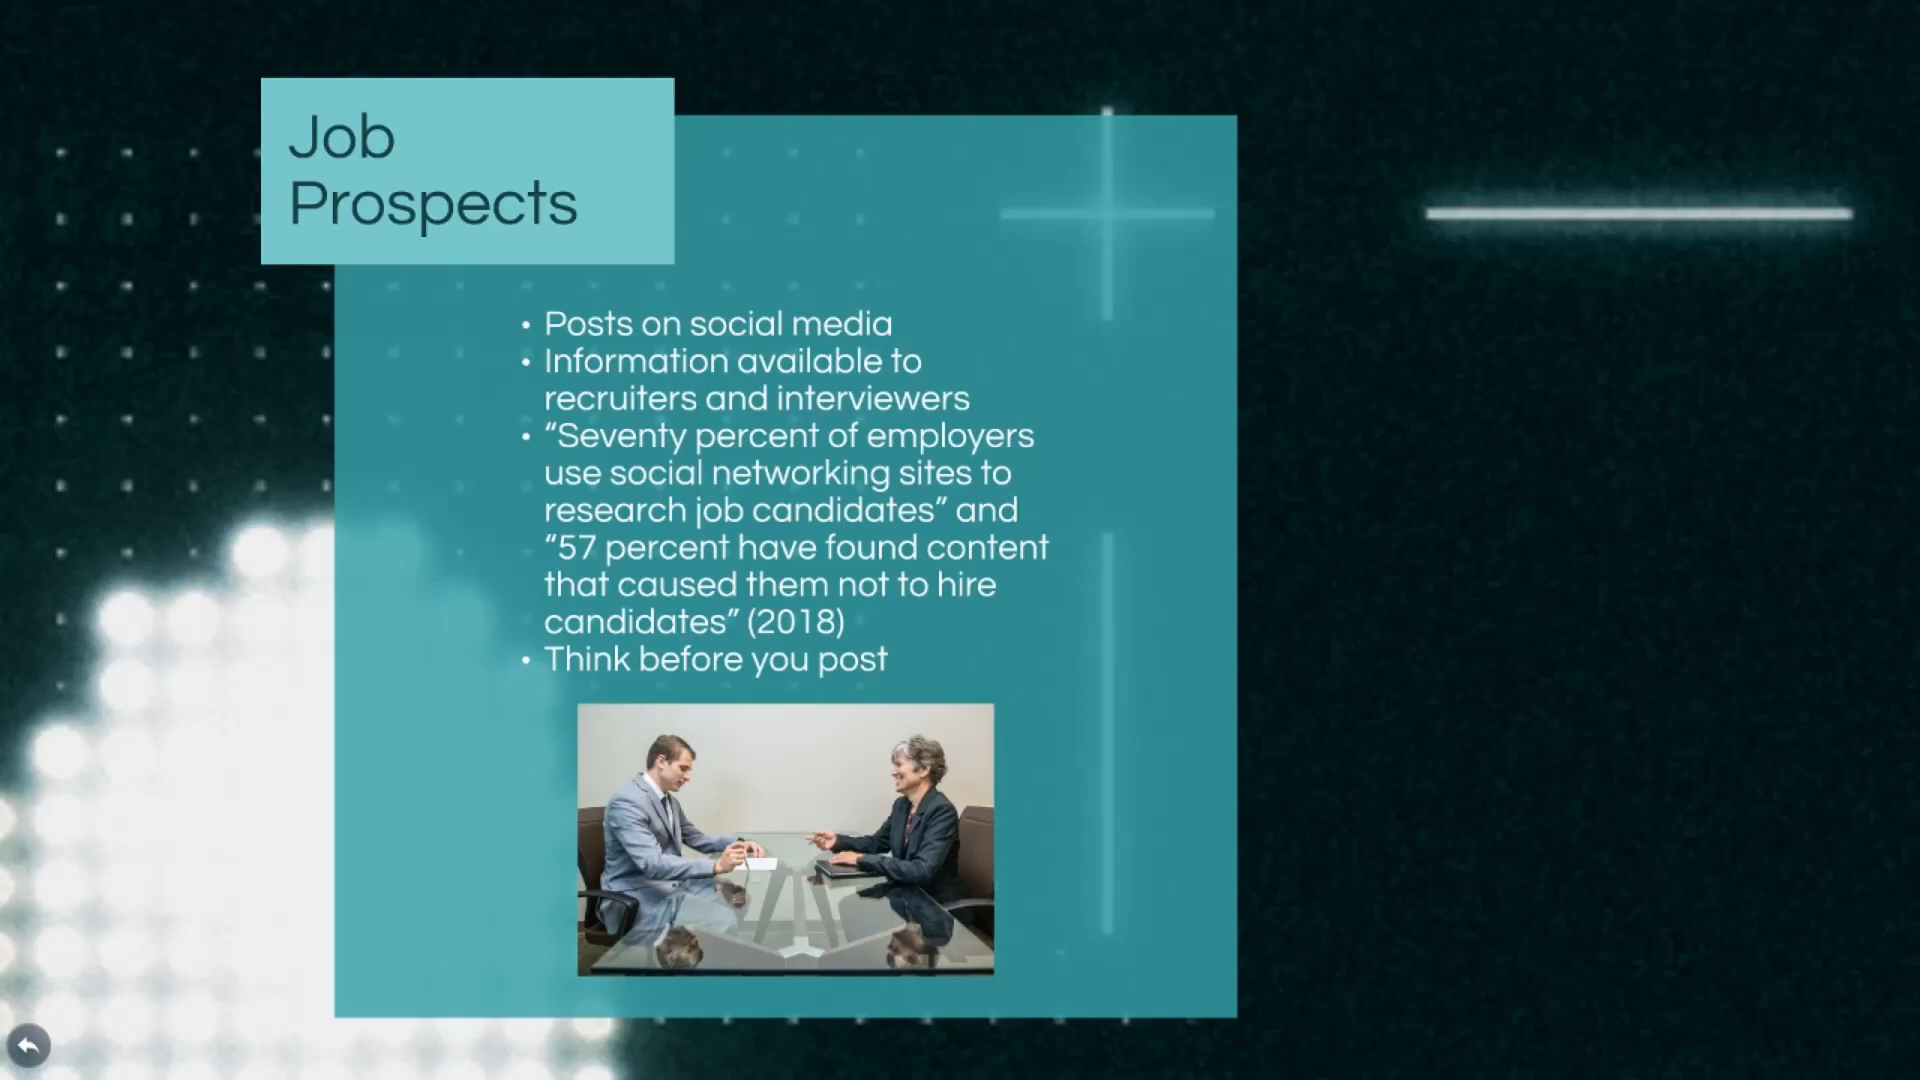 Job
Prospects
• Posts on social media
• Information available to
recruiters and interviewers
• “Seventy percent of employers
use social networking sites to
research job candidates” and
“57 percent have found content
that caused them not to hire
candidates” (2018)
• Think before you post